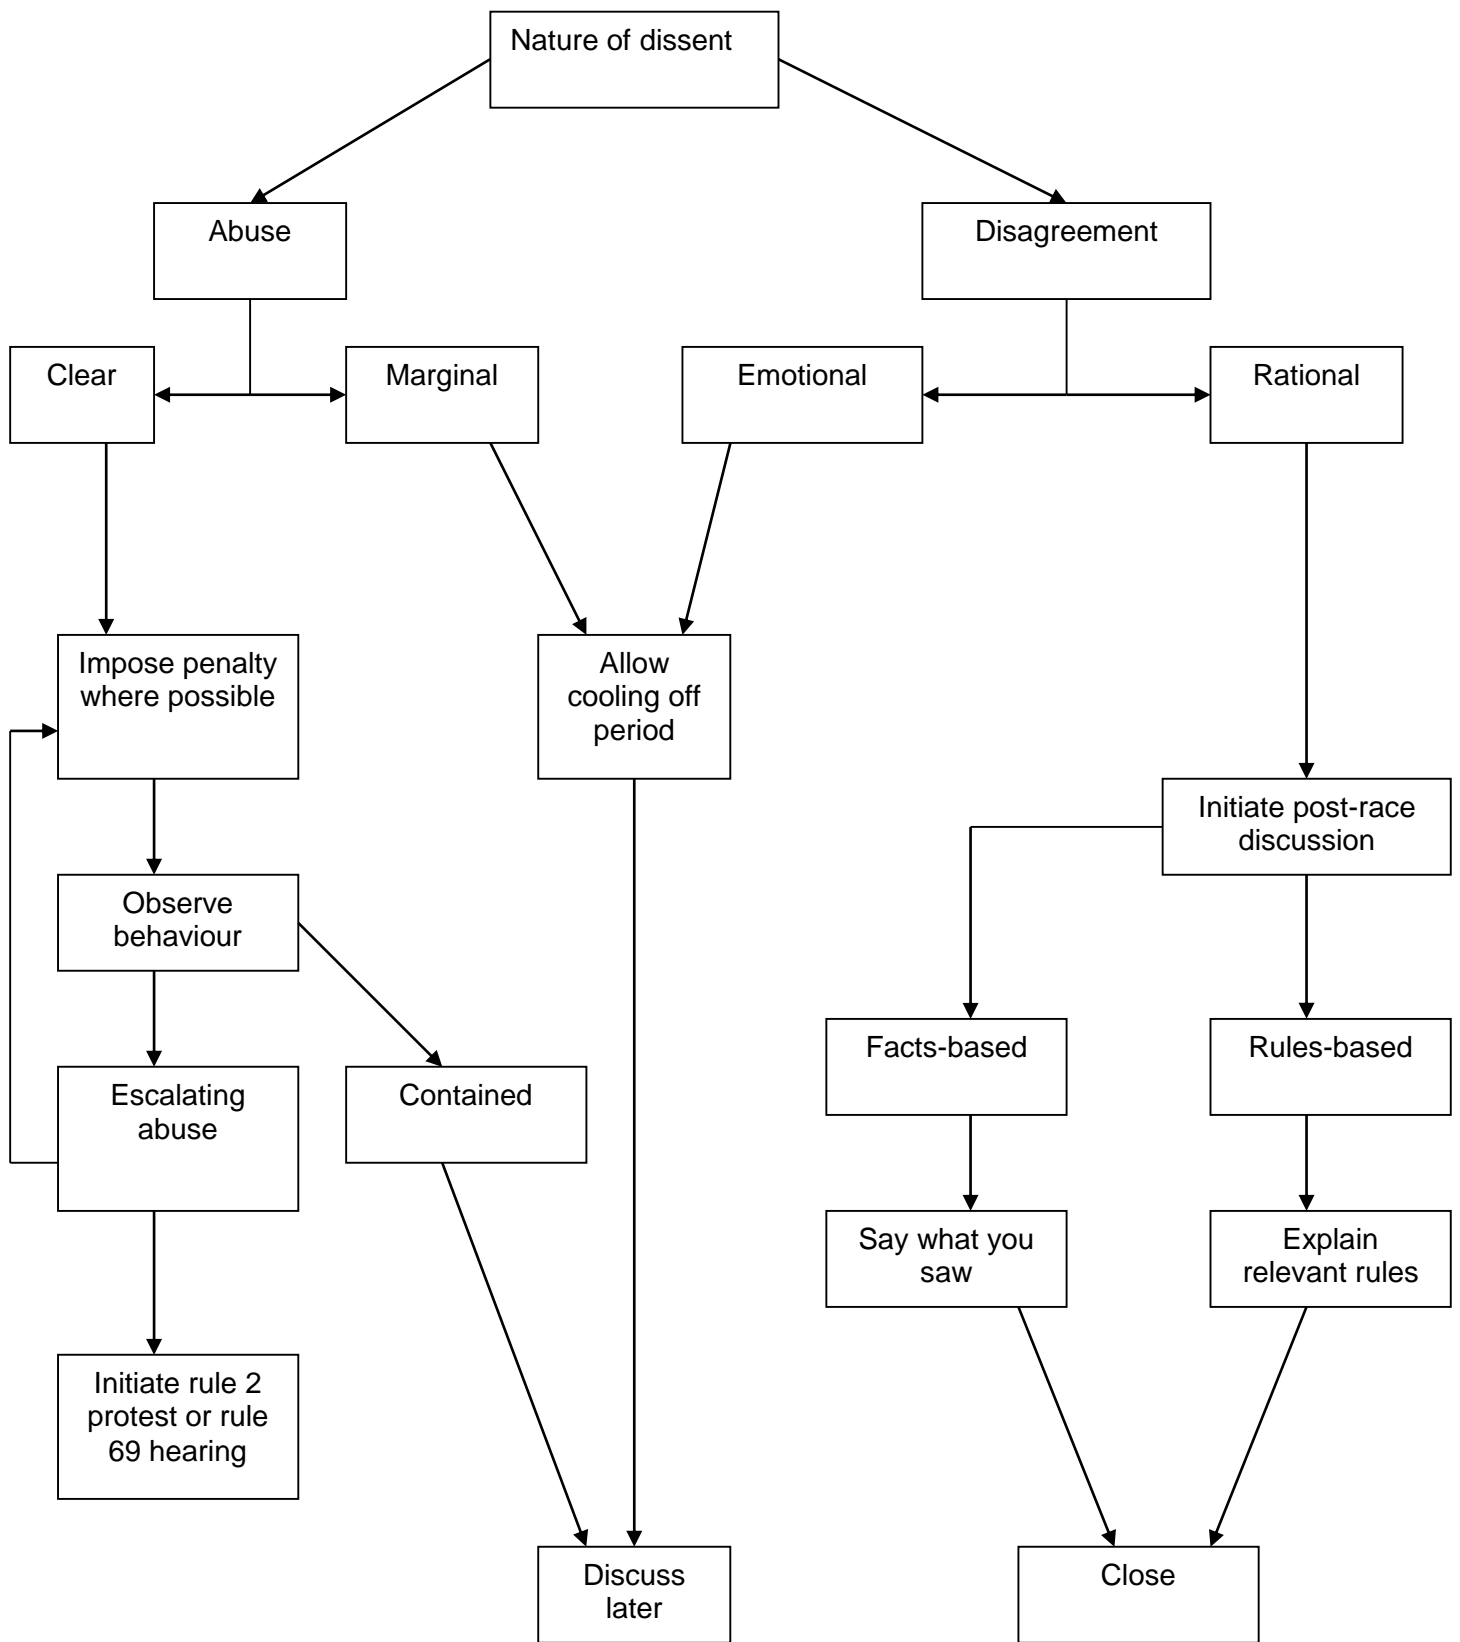 Nature of dissent
Abuse
Disagreement
Clear
Marginal
Emotional
Rational
Impose penalty
where possible
Allow
cooling off
period
Initiate post-race
discussion
Observe
behaviour
Facts-based
Rules-based
Escalating
abuse
Contained
Say what you
saw
Explain
relevant rules
Initiate rule 2
protest or rule
69 hearing
Discuss
later
Close